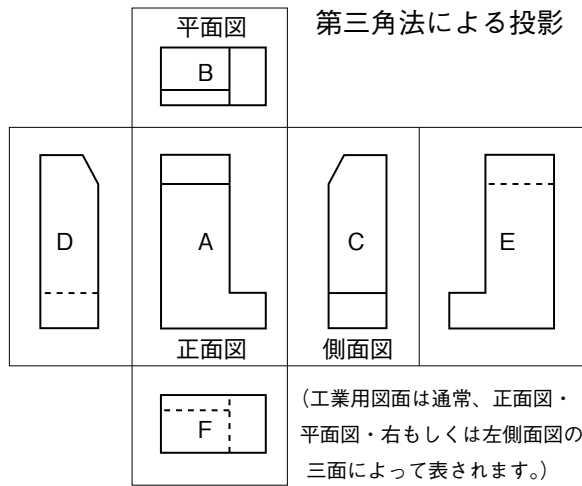 平面図
第三角法による投影
B
D
A
C
E
正面図
側面図
F
（工業用図面は通常、正面図・
平面図・右もしくは左側面図の
三面によって表されます。）